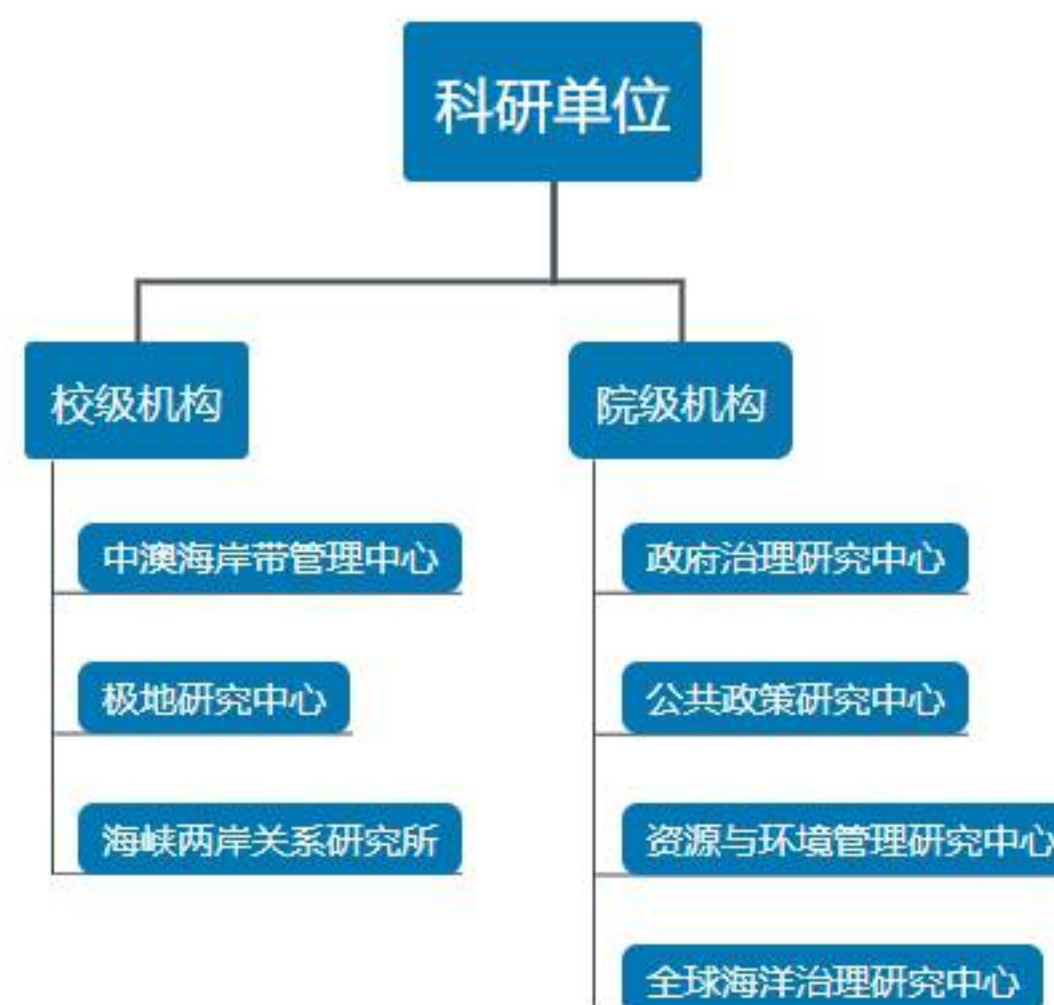 科研单位
校级机构
院级机构
中澳海岸带管理中心
政府治理研究中心
极地研究中心
公共政策研究中心
海峡两岸关系研究所
资源与环境管理研究中心
全球海洋治理研究中心